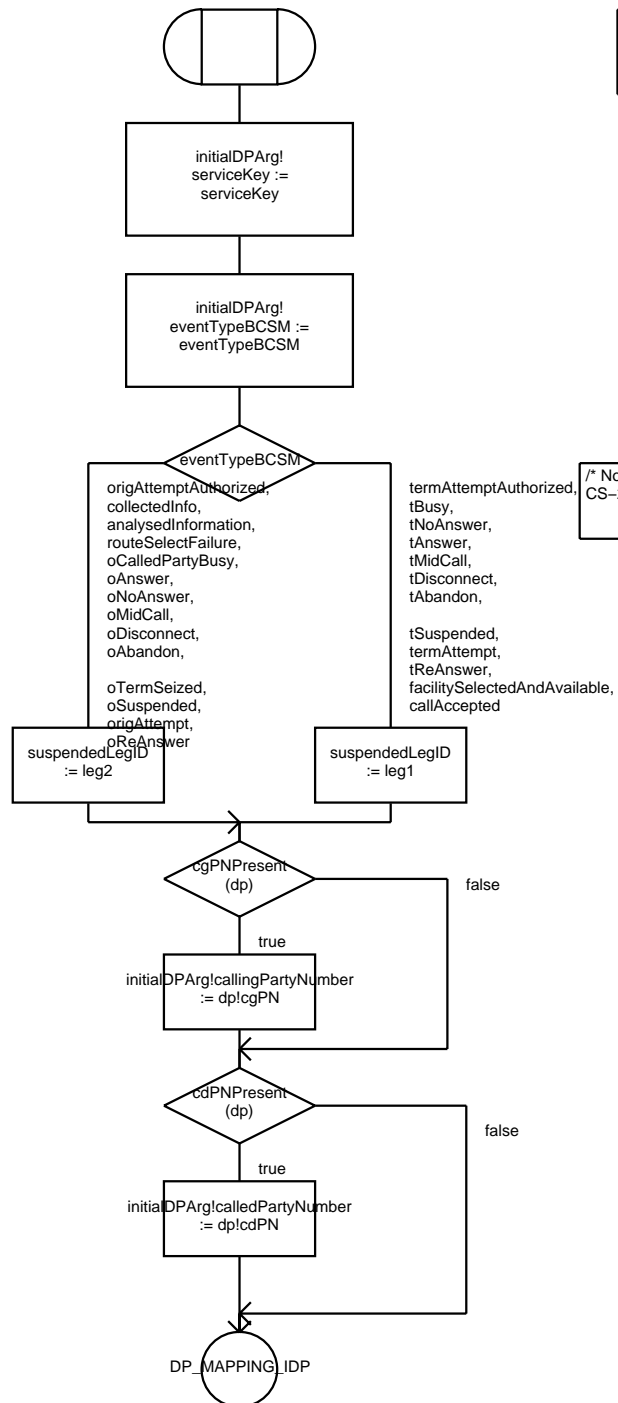 initialDPArg!
serviceKey :=
serviceKey
initialDPArg!
eventTypeBCSM :=
eventTypeBCSM
eventTypeBCSM
origAttemptAuthorized,
collectedInfo,
analysedInformation,
routeSelectFailure,
oCalledPartyBusy,
oAnswer,
oNoAnswer,
oMidCall,
oDisconnect,
oAbandon,
oTermSeized,
oSuspended,
origAttempt,
oReAnswer
termAttemptAuthorized,
tBusy,
tNoAnswer,
tAnswer,
tMidCall,
tDisconnect,
tAbandon,
tSuspended,
termAttempt,
tReAnswer,
facilitySelectedAndAvailable,
callAccepted
/* No
suspendedLegID
:= leg2
suspendedLegID
:= leg1
cgPNPresent
(dp)
false
true
initialDPArg!callingPartyNumber
:= dp!cgPN
cdPNPresent
(dp)
false
true
initialDPArg!calledPartyNumber
:= dp!cdPN
DP_MAPPING_IDP